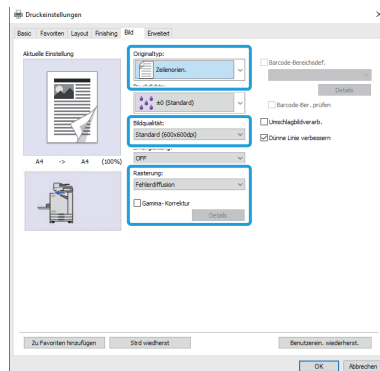 Druckeinstellungen
Basic Favoriten Layout Finishing Bild Erweitert
Aktuelle Einstellung
A4 -> A4 (100%)
Originaltyp:
Zeilenorien.
±0 (Standard)
Bildqualität:
Standard (600x600dpi)
OFF
Rasterung:
Fehlerdiffusion
Gamma- Korrektur
Details
Barcode-Bereichsdef.
Details
Barcode-Ber. prüfen
Umschlagbildverarb.
Dünne Linie verbessern
Zu Favoriten hinzufügen Strd wiedherst Benutzerein. wiederherst.
OK Abbrechen